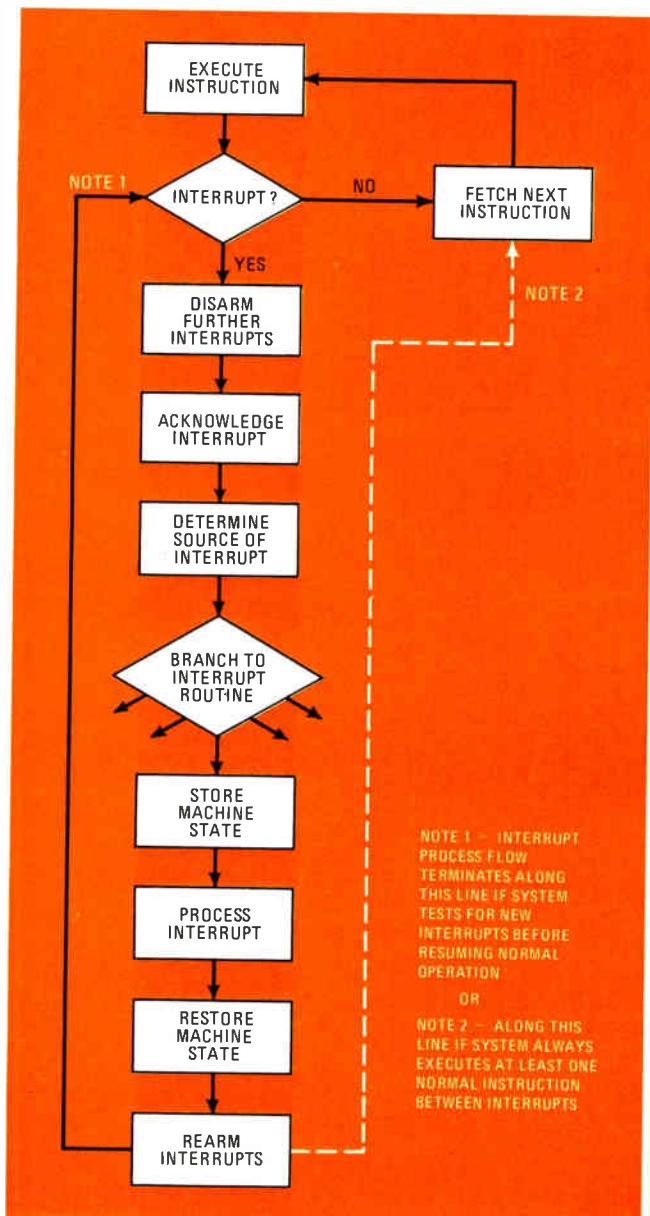 EXECUTE
INSTRUCTION
NOTE 1
INTERRUPT?
NO
FETCH NEXT
INSTRUCTION
YES
NOTE 2
DISARM
FURTHER
INTERRUPTS
ACKNOWLEDGE
INTERRUPT
DETERMINE
SOURCE OF
INTERRUPT
BRANCH TO
INTERRUPT
ROUTINE
STORE
MACHINE
STATE
PROCESS
INTERRUPT
RESTORE
MACHINE
STATE
REARM
INTERRUPTS
NOTE 1 – INTERRUPT
PROCESS FLOW
TERMINATES ALONG
THIS LINE IF SYSTEM
TESTS FOR NEW
INTERRUPTS BEFORE
RESUMING NORMAL
OPERATION
OR
NOTE 2 – ALONG THIS
LINE IF SYSTEM ALWAYS
EXECUTES AT LEAST ONE
NORMAL INSTRUCTION
BETWEEN INTERRUPTS